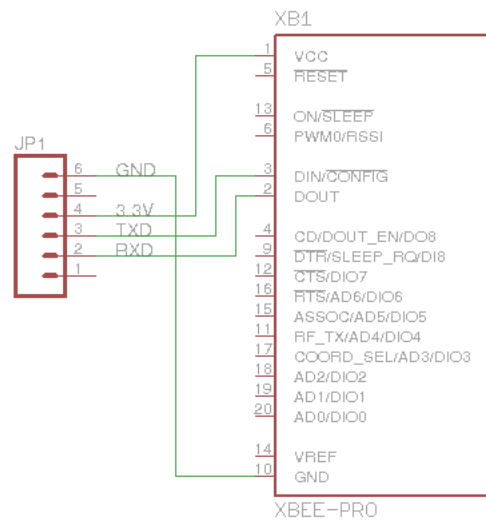 XB1
1 VCC
5 RESET
13 ON/SLEEP
6 PWM0/RSSI
JP1
6 GND
5
4 3.3V
3 TXD
2 RXD
1
3 DIN/CONFIG
2 DOUT
4 CD/DOUT_EN/DO8
9 DTR/SLEEP_RQ/DI8
12 CTS/DIO7
16 RTS/AD6/DIO6
15 ASSOC/AD5/DIO5
11 RF_TX/AD4/DIO4
17 COORD_SEL/AD3/DIO3
18 AD2/DIO2
19 AD1/DIO1
20 AD0/DIO0
14 VREF
10 GND
XBEE-PRO